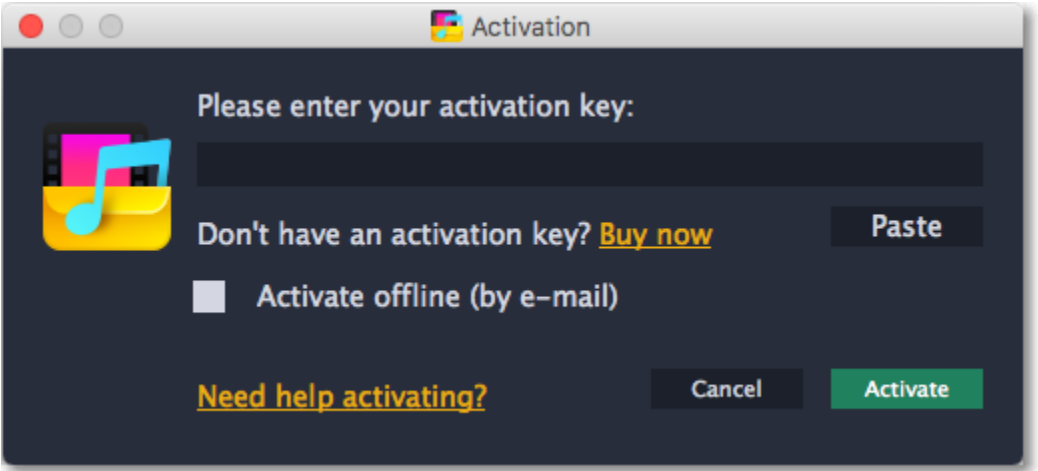 Activation
Please enter your activation key:
Don't have an activation key? Buy now
Paste
Activate offline (by e-mail)
Need help activating?
Cancel
Activate